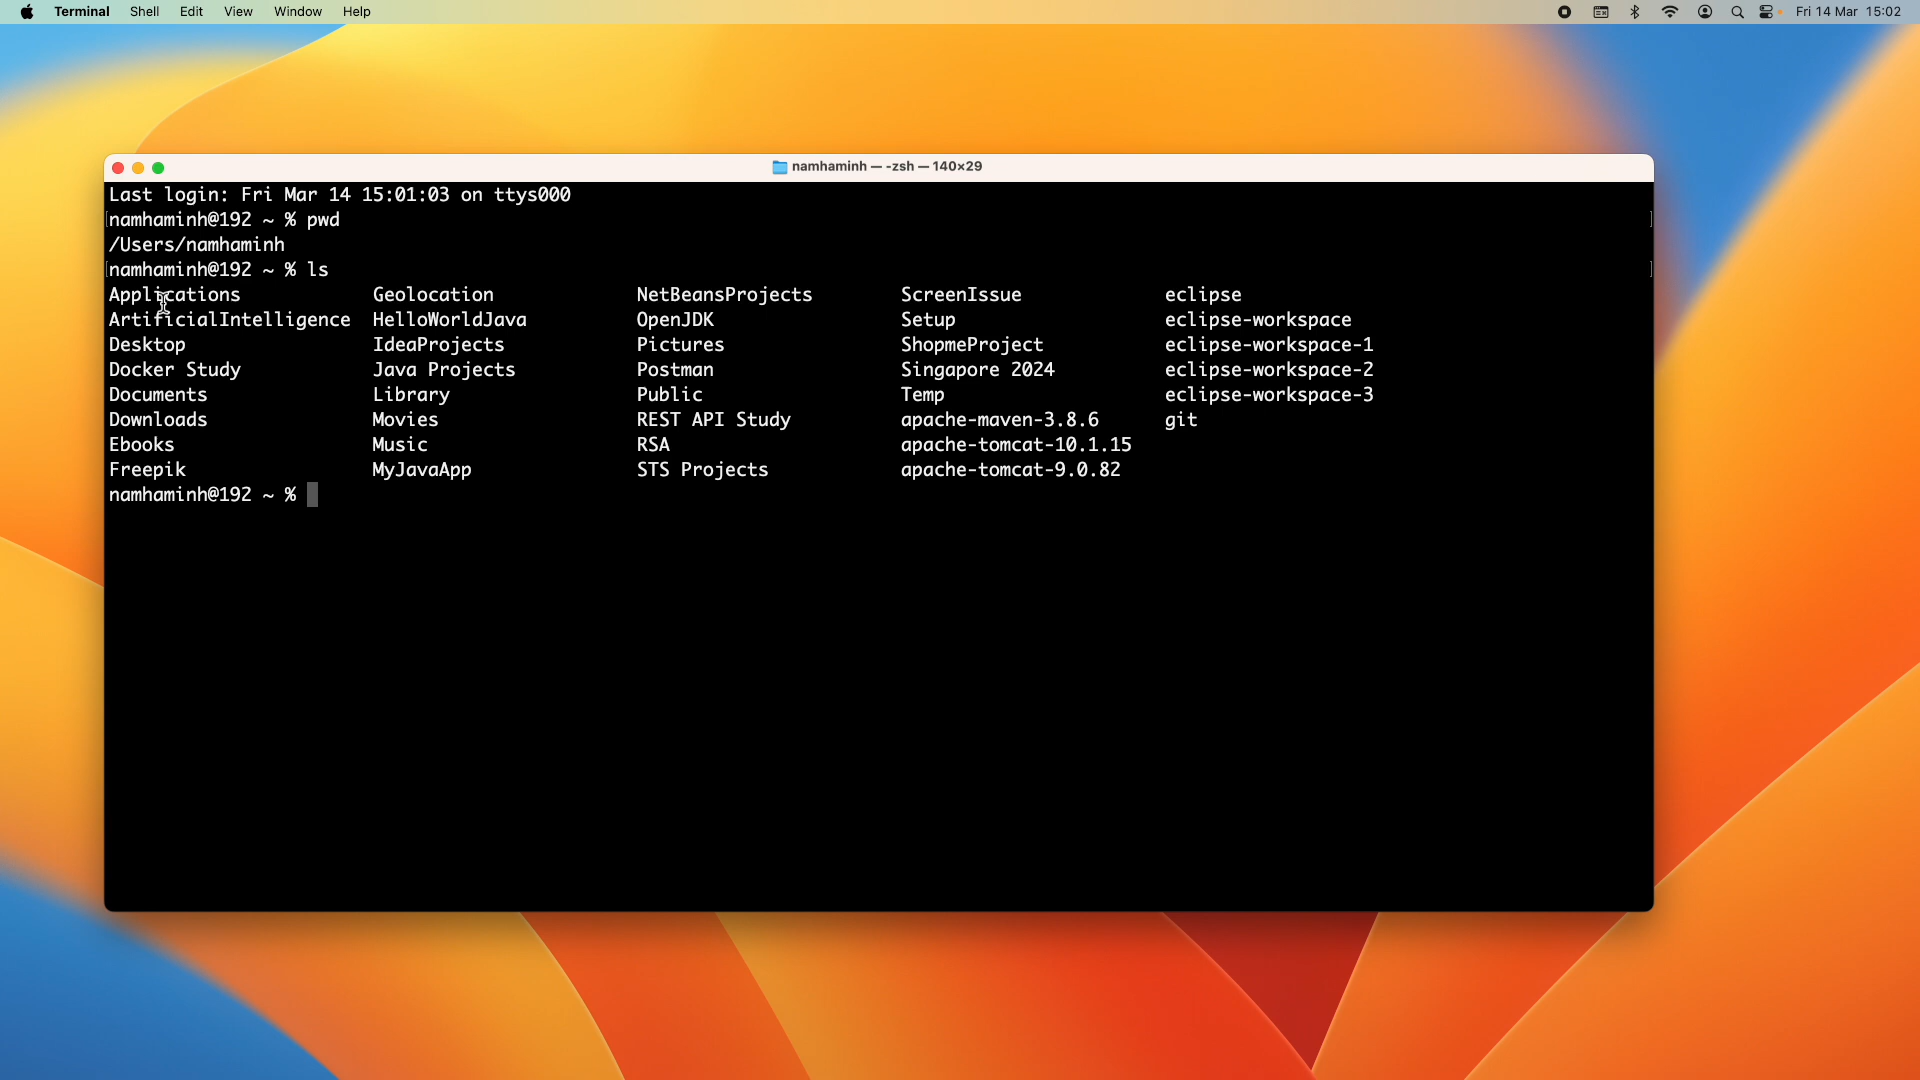 Terminal Shell Edit View Window Help Fri 14 Mar 15:02
namhaminh — -zsh — 140×29
Last login: Fri Mar 14 15:01:03 on ttys000
[namhaminh@192 ~ % pwd ]
/Users/namhaminh
[namhaminh@192 ~ % ls ]
Applications Geolocation NetBeansProjects ScreenIssue eclipse
ArtificialIntelligence HelloWorldJava OpenJDK Setup eclipse-workspace
Desktop IdeaProjects Pictures ShopmeProject eclipse-workspace-1
Docker Study Java Projects Postman Singapore 2024 eclipse-workspace-2
Documents Library Public Temp eclipse-workspace-3
Downloads Movies REST API Study apache-maven-3.8.6 git
Ebooks Music RSA apache-tomcat-10.1.15
Freepik MyJavaApp STS Projects apache-tomcat-9.0.82
namhaminh@192 ~ %